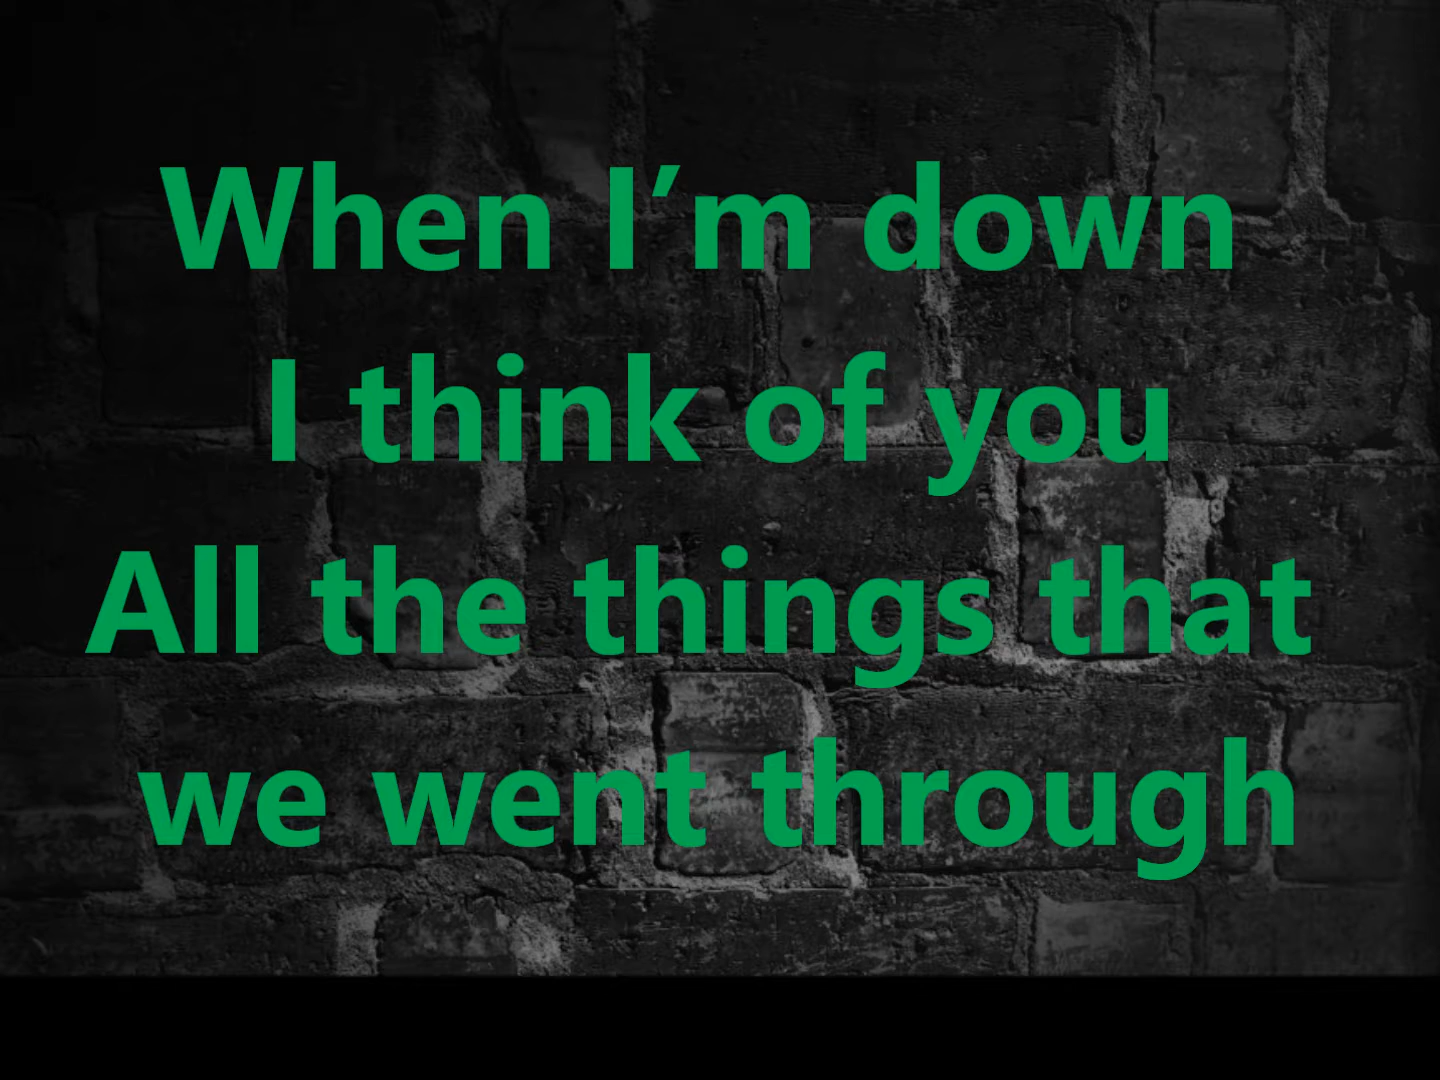 When I’m down
I think of you
All the things that
we went through